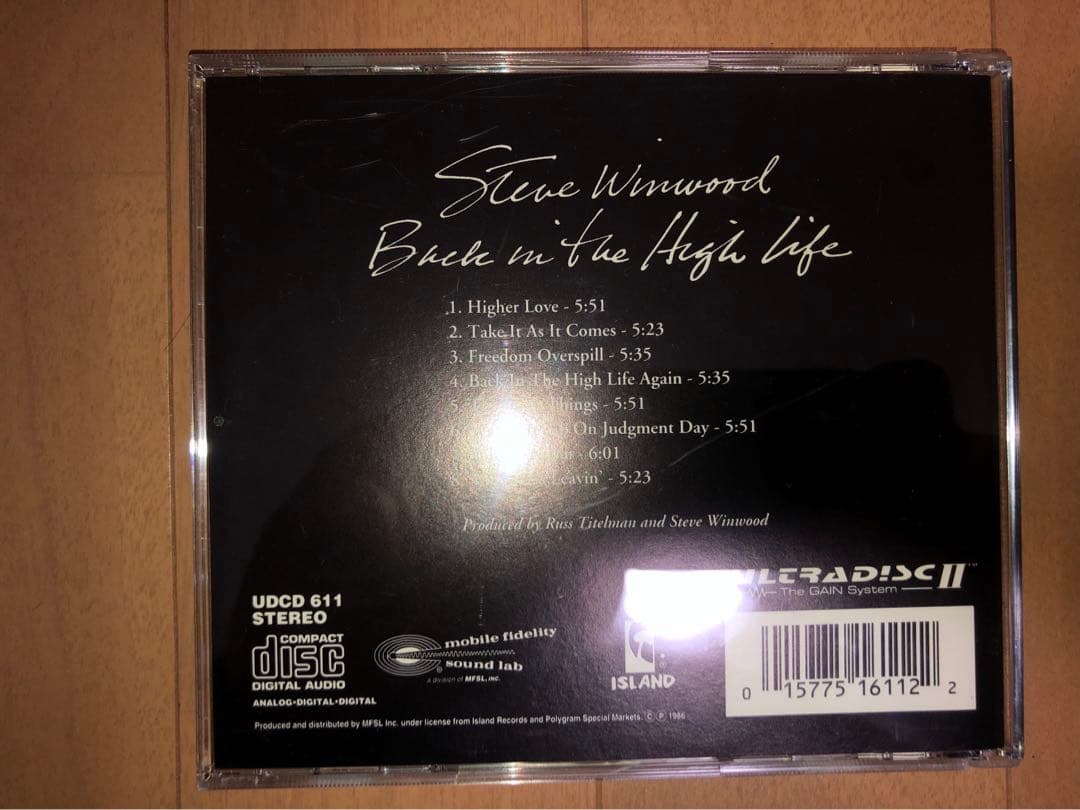 Steve Winwood
Back in the High Life
1. Higher Love - 5:51
2. Take It As It Comes - 5:23
3. Freedom Overspill - 5:35
4. Back In The High Life Again - 5:35
5. Things - 5:51
On Judgment Day - 5:51
- 6:01
Leavin' - 5:23
Produced by Russ Titelman and Steve Winwood
ULTRADISC II™
The GAIN System
UDCD 611
STEREO
COMPACT
disc
DIGITAL AUDIO
ANALOG•DIGITAL•DIGITAL
mobile fidelity
sound lab
A division of MFSL, INC.
ISLAND
0 15775 16112 2
Produced and distributed by MFSL Inc. under license from Island Records and Polygram Special Markets. © ℗ 1986